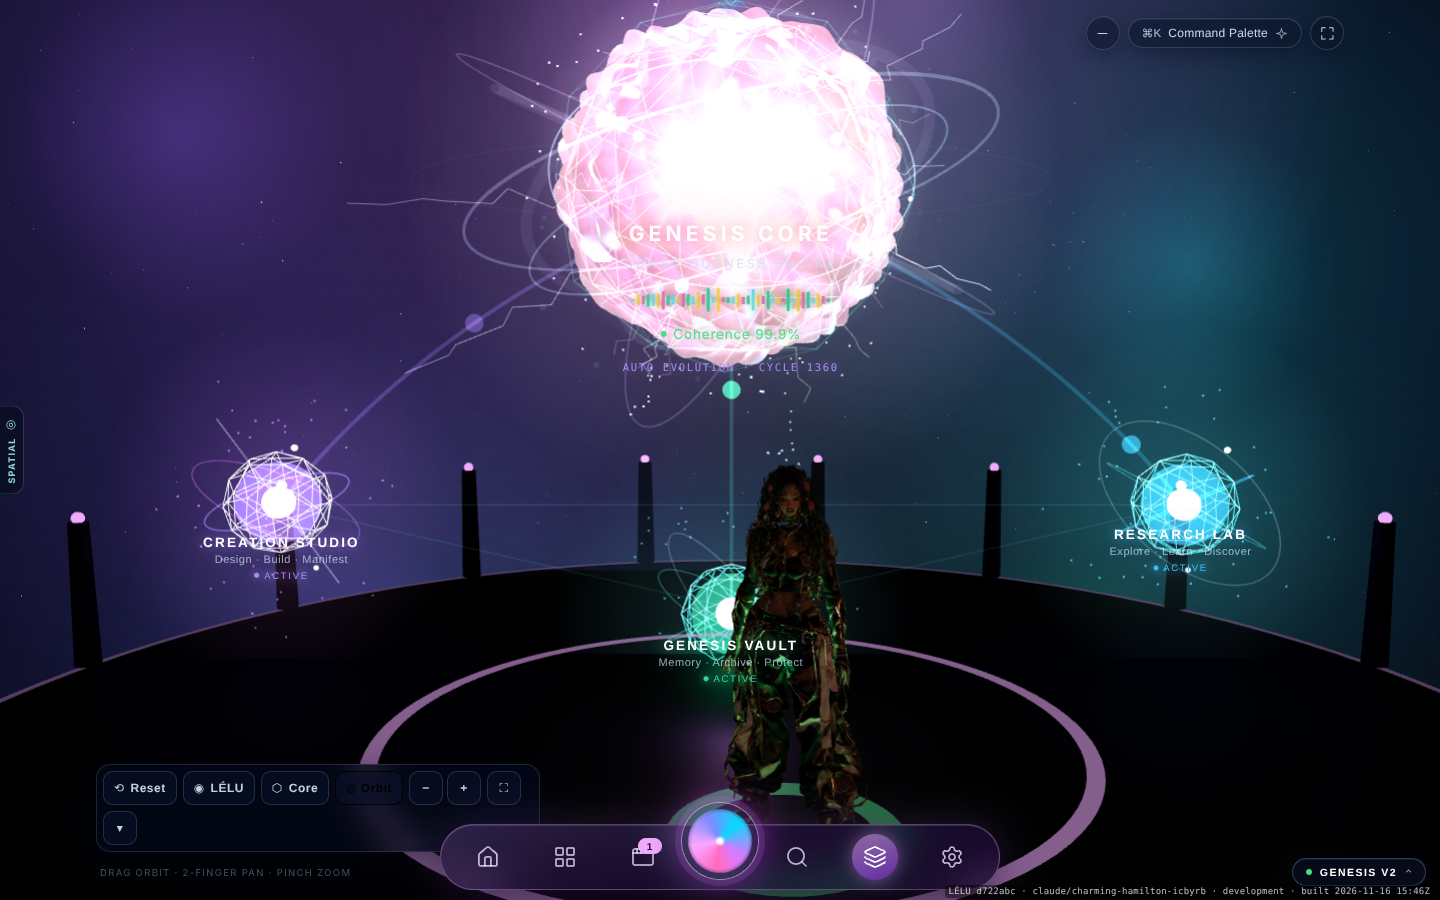 ⌘K Command Palette
GENESIS CORE
Coherence 99.9%
AUTO EVOLUTION · CYCLE 1360
SPATIAL
CREATION STUDIO
Design · Build · Manifest
ACTIVE
RESEARCH LAB
Explore · Learn · Discover
ACTIVE
GENESIS VAULT
Memory · Archive · Protect
ACTIVE
Reset
LÉLU
Core
Orbit
1
DRAG ORBIT · 2-FINGER PAN · PINCH ZOOM
GENESIS V2
LÉLU d722abc · claude/charming-hamilton-icbyrb · development · built 2026-11-16 15:46Z